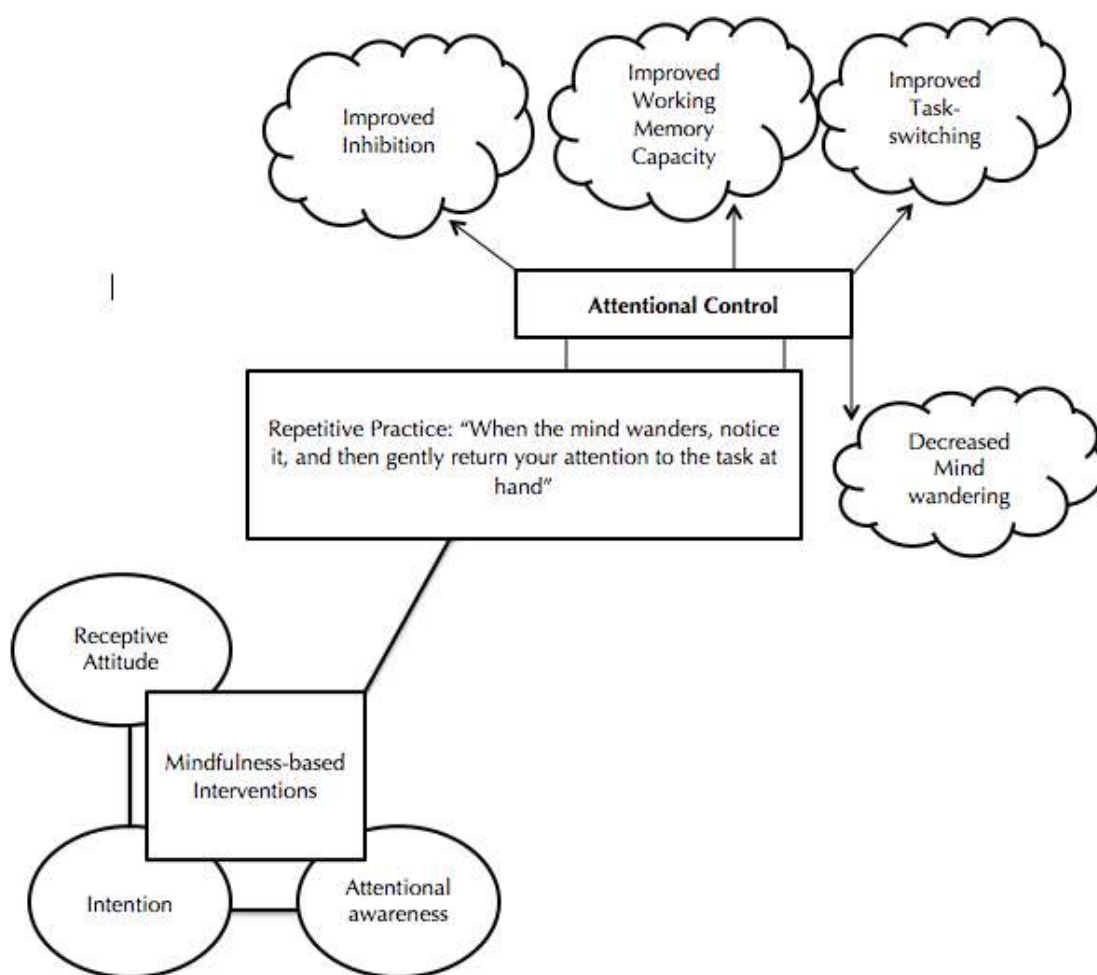 Improved
Inhibition
Improved
Working
Memory
Capacity
Improved
Task-
switching
Attentional Control
Repetitive Practice: “When the mind wanders, notice
it, and then gently return your attention to the task at
hand”
Decreased
Mind
wandering
Receptive
Attitude
Mindfulness-based
Interventions
Intention
Attentional
awareness